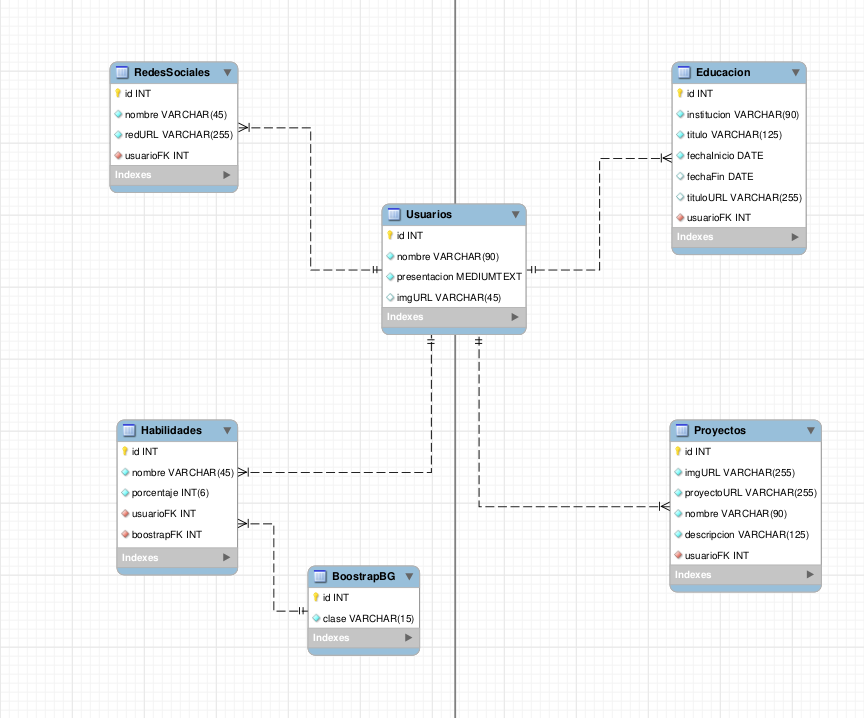 RedesSociales
id INT
nombre VARCHAR(45)
redURL VARCHAR(255)
usuarioFK INT
Indexes
Educacion
id INT
institucion VARCHAR(90)
titulo VARCHAR(125)
fechaInicio DATE
fechaFin DATE
tituloURL VARCHAR(255)
usuarioFK INT
Indexes
Usuarios
id INT
nombre VARCHAR(90)
presentacion MEDIUMTEXT
imgURL VARCHAR(45)
Indexes
Habilidades
id INT
nombre VARCHAR(45)
porcentaje INT(6)
usuarioFK INT
boostrapFK INT
Indexes
Proyectos
id INT
imgURL VARCHAR(255)
proyectoURL VARCHAR(255)
nombre VARCHAR(90)
descripcion VARCHAR(125)
usuarioFK INT
Indexes
BoostrapBG
id INT
clase VARCHAR(15)
Indexes